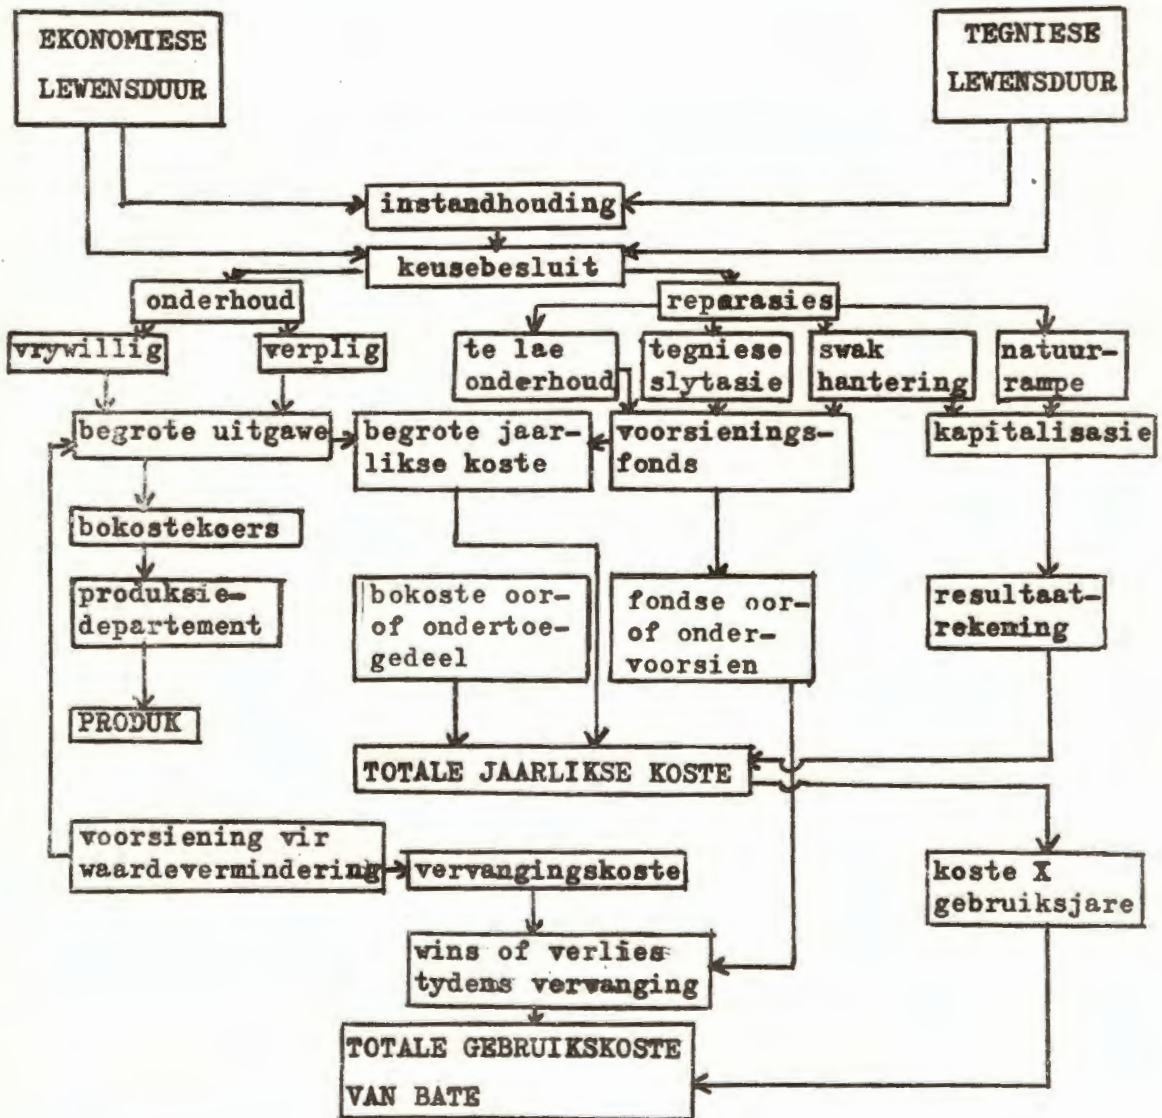 EKONOMIESE
LEWENSDUUR
TEGNIESE
LEWENSDUUR
instandhouding
keusebesluit
onderhoud
reparasies
vrywillig
verplig
te lae
onderhoud
tegniese
slytasie
swak
hantering
natuur-
rampe
begrote uitgawe
begrote jaar-
likse koste
voorsienings-
fonds
kapitalisasie
bokostekoers
produksie-
departement
bokoste oor-
of ondertoe-
gedeel
fondse oor-
of onder-
voorsien
resultaat-
rekening
PRODUK
TOTALE JAARLIKSE KOSTE
voorsiening vir
waardevermindering
vervangingskoste
koste X
gebruiksjare
wins of verlies
tydens vervanging
TOTALE GEBRUIKSKOSTE
VAN BATE